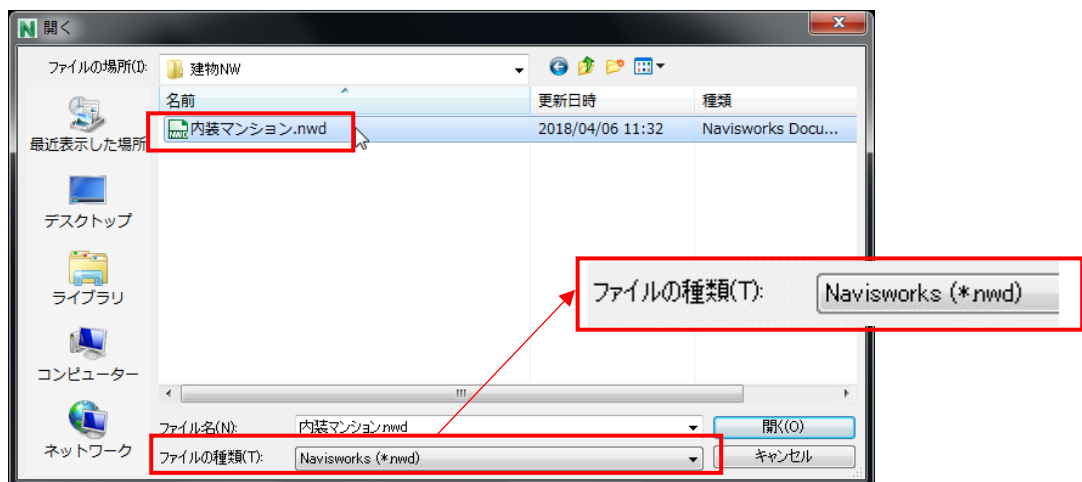 開く
ファイルの場所(I):
建物NW
名前
更新日時
種類
内装マンション.nwd
2018/04/06 11:32
Navisworks Docu...
最近表示した場所
デスクトップ
ライブラリ
コンピューター
ネットワーク
ファイルの種類(T):
Navisworks (*.nwd)
ファイル名(N):
内装マンション.nwd
開く(O)
ファイルの種類(T):
Navisworks (*.nwd)
キャンセル